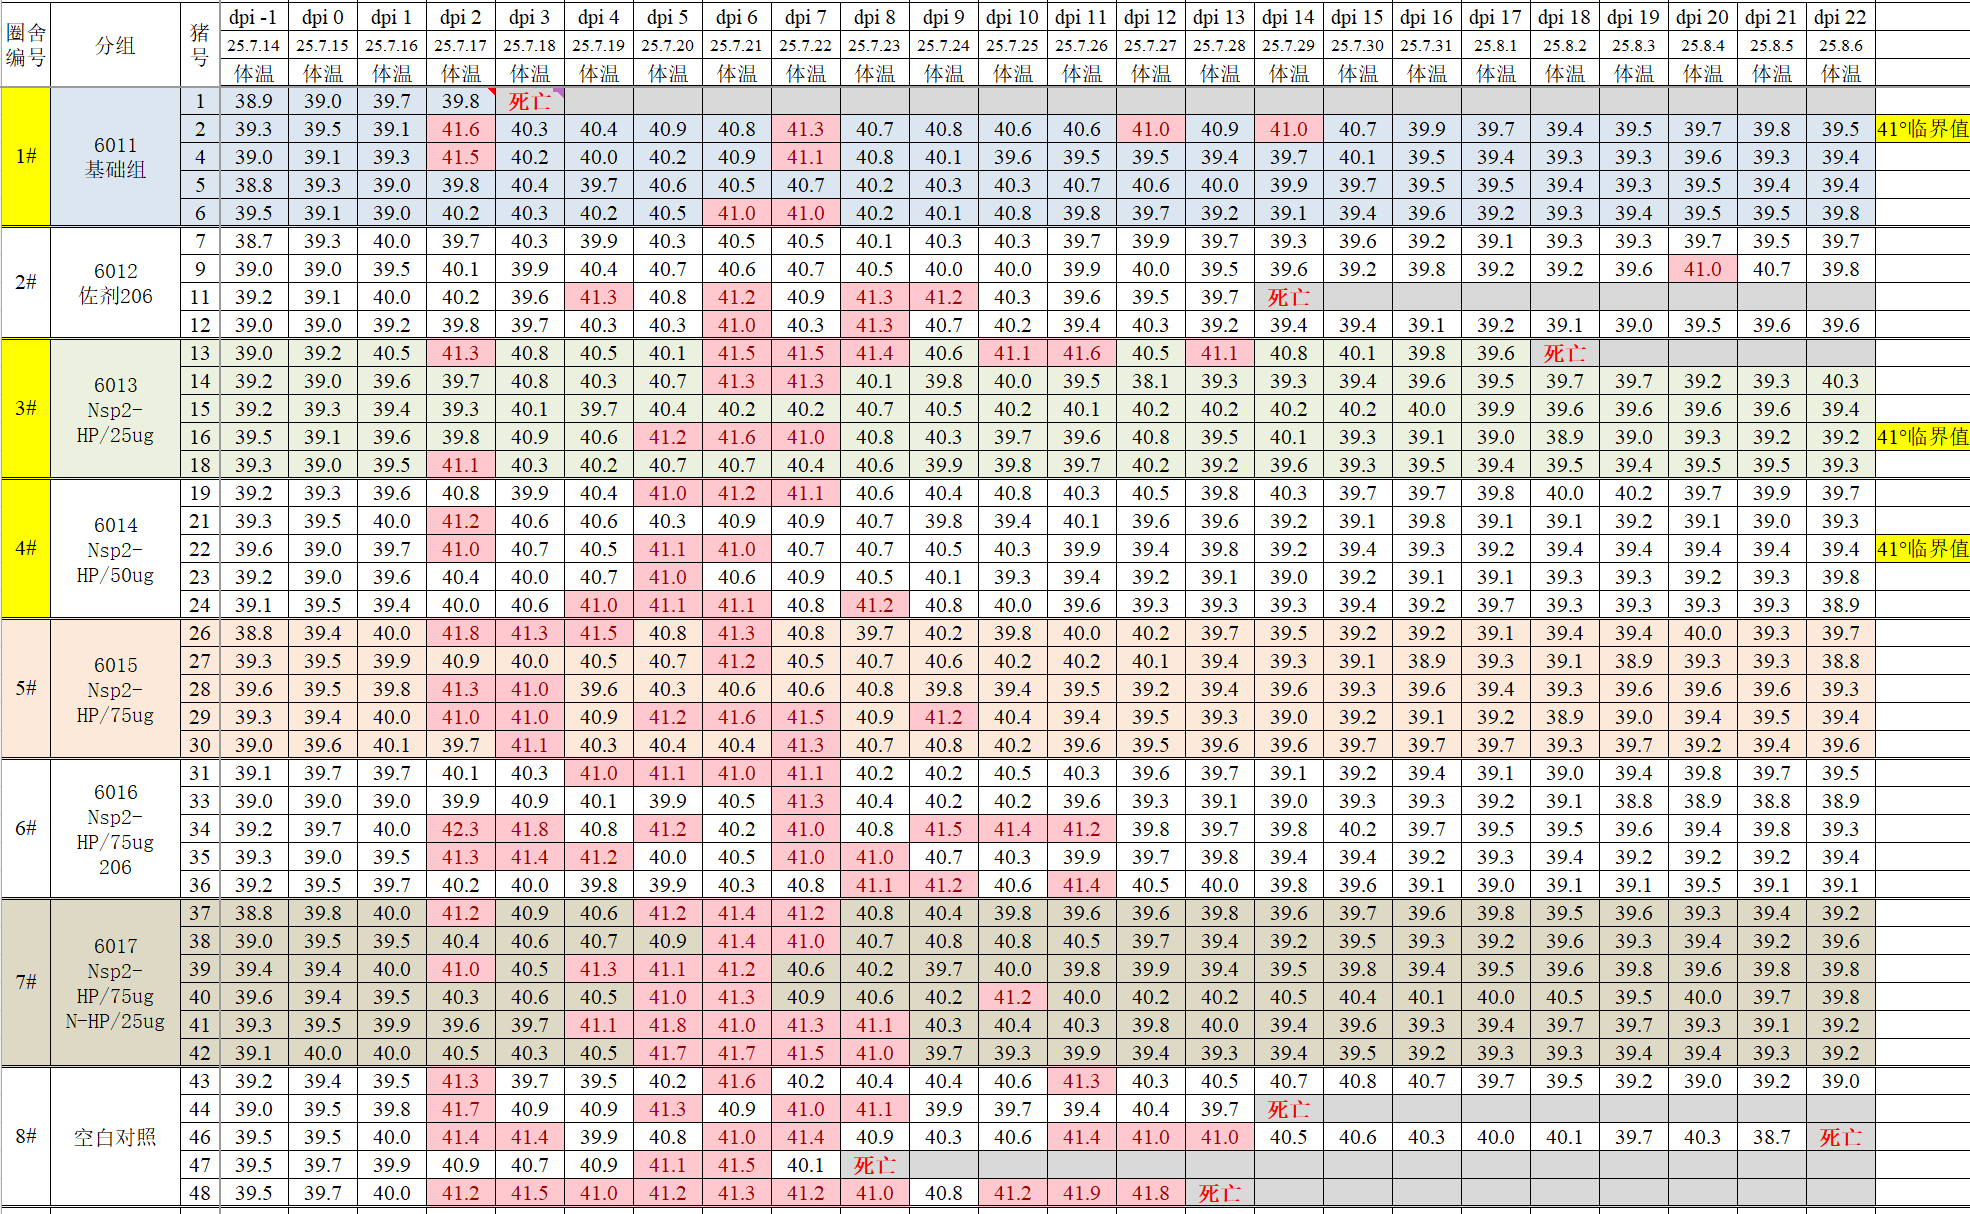 圈舍编号 分组 猪号 dpi -1 dpi 0 dpi 1 dpi 2 dpi 3 dpi 4 dpi 5 dpi 6 dpi 7 dpi 8 dpi 9 dpi 10 dpi 11 dpi 12 dpi 13 dpi 14 dpi 15 dpi 16 dpi 17 dpi 18 dpi 19 dpi 20 dpi 21 dpi 22
25.7.14 25.7.15 25.7.16 25.7.17 25.7.18 25.7.19 25.7.20 25.7.21 25.7.22 25.7.23 25.7.24 25.7.25 25.7.26 25.7.27 25.7.28 25.7.29 25.7.30 25.7.31 25.8.1 25.8.2 25.8.3 25.8.4 25.8.5 25.8.6
体温 体温 体温 体温 体温 体温 体温 体温 体温 体温 体温 体温 体温 体温 体温 体温 体温 体温 体温 体温 体温 体温 体温 体温
1# 6011 基础组
1 38.9 39.0 39.7 39.8 死亡
2 39.3 39.5 39.1 41.6 40.3 40.4 40.9 40.8 41.3 40.7 40.8 40.6 40.6 41.0 40.9 41.0 40.7 39.9 39.7 39.4 39.5 39.7 39.8 39.5 41°临界值
4 39.0 39.1 39.3 41.5 40.2 40.0 40.2 40.9 41.1 40.8 40.1 39.6 39.5 39.5 39.4 39.7 40.1 39.5 39.4 39.3 39.3 39.6 39.3 39.4
5 38.8 39.3 39.0 39.8 40.4 39.7 40.6 40.5 40.7 40.2 40.3 40.3 40.7 40.6 40.0 39.9 39.7 39.5 39.5 39.4 39.3 39.5 39.4 39.4
6 39.5 39.1 39.0 40.2 40.3 40.2 40.5 41.0 41.0 40.2 40.1 40.8 39.8 39.7 39.2 39.1 39.4 39.6 39.2 39.3 39.4 39.5 39.5 39.8
2# 6012 佐剂206
7 38.7 39.3 40.0 39.7 40.3 39.9 40.3 40.5 40.5 40.1 40.3 40.3 39.7 39.9 39.7 39.3 39.6 39.2 39.1 39.3 39.3 39.7 39.5 39.7
9 39.0 39.0 39.5 40.1 39.9 40.4 40.7 40.6 40.7 40.5 40.0 40.0 39.9 40.0 39.5 39.6 39.2 39.8 39.2 39.2 39.6 41.0 40.7 39.8
11 39.2 39.1 40.0 40.2 39.6 41.3 40.8 41.2 40.9 41.3 41.2 40.3 39.6 39.5 39.7 死亡
12 39.0 39.0 39.2 39.8 39.7 40.3 40.3 41.0 40.3 41.3 40.7 40.2 39.4 40.3 39.2 39.4 39.4 39.1 39.2 39.1 39.0 39.5 39.6 39.6
3# 6013 Nsp2-HP/25ug
13 39.0 39.2 40.5 41.3 40.8 40.5 40.1 41.5 41.5 41.4 40.6 41.1 41.6 40.5 41.1 40.8 40.1 39.8 39.6 死亡
14 39.2 39.0 39.6 39.7 40.8 40.3 40.7 41.3 41.3 40.1 39.8 40.0 39.5 38.1 39.3 39.3 39.4 39.6 39.5 39.7 39.7 39.2 39.3 40.3
15 39.2 39.3 39.4 39.3 40.1 39.7 40.4 40.2 40.2 40.7 40.5 40.2 40.1 40.2 40.2 40.2 40.2 40.0 39.9 39.6 39.6 39.6 39.6 39.4
16 39.5 39.1 39.6 39.8 40.9 40.6 41.2 41.6 41.0 40.8 40.3 39.7 39.6 40.8 39.5 40.1 39.3 39.1 39.0 38.9 39.0 39.3 39.2 39.2 41°临界值
18 39.3 39.0 39.5 41.1 40.3 40.2 40.7 40.7 40.4 40.6 39.9 39.8 39.7 40.2 39.2 39.6 39.3 39.5 39.4 39.5 39.4 39.5 39.5 39.3
4# 6014 Nsp2-HP/50ug
19 39.2 39.3 39.6 40.8 39.9 40.4 41.0 41.2 41.1 40.6 40.4 40.8 40.3 40.5 39.8 40.3 39.7 39.7 39.8 40.0 40.2 39.7 39.9 39.7
21 39.3 39.5 40.0 41.2 40.6 40.6 40.3 40.9 40.9 40.7 39.8 39.4 40.1 39.6 39.6 39.2 39.1 39.8 39.1 39.1 39.2 39.1 39.0 39.3
22 39.6 39.0 39.7 41.0 40.7 40.5 41.1 41.0 40.7 40.7 40.5 40.3 39.9 39.4 39.8 39.2 39.4 39.3 39.2 39.4 39.4 39.4 39.4 39.4 41°临界值
23 39.2 39.0 39.6 40.4 40.0 40.7 41.0 40.6 40.9 40.5 40.1 39.3 39.4 39.2 39.1 39.0 39.2 39.1 39.1 39.3 39.3 39.2 39.3 39.8
24 39.1 39.5 39.4 40.0 40.6 41.0 41.1 41.1 40.8 41.2 40.8 40.0 39.6 39.3 39.3 39.3 39.4 39.2 39.7 39.3 39.3 39.3 39.3 38.9
5# 6015 Nsp2-HP/75ug
26 38.8 39.4 40.0 41.8 41.3 41.5 40.8 41.3 40.8 39.7 40.2 39.8 40.0 40.2 39.7 39.5 39.2 39.2 39.1 39.4 39.4 40.0 39.3 39.7
27 39.3 39.5 39.9 40.9 40.0 40.5 40.7 41.2 40.5 40.7 40.6 40.2 40.2 40.1 39.4 39.3 39.1 38.9 39.3 39.1 38.9 39.3 39.3 38.8
28 39.6 39.5 39.8 41.3 41.0 39.6 40.3 40.6 40.6 40.8 39.8 39.4 39.5 39.2 39.4 39.6 39.3 39.6 39.4 39.3 39.6 39.6 39.6 39.3
29 39.3 39.4 40.0 41.0 41.0 40.9 41.2 41.6 41.5 40.9 41.2 40.4 39.4 39.5 39.3 39.0 39.2 39.1 39.2 38.9 39.0 39.4 39.5 39.4
30 39.0 39.6 40.1 39.7 41.1 40.3 40.4 40.4 41.3 40.7 40.8 40.2 39.6 39.5 39.6 39.6 39.7 39.7 39.7 39.3 39.7 39.2 39.4 39.6
6# 6016 Nsp2-HP/75ug 206
31 39.1 39.7 39.7 40.1 40.3 41.0 41.1 41.0 41.1 40.2 40.2 40.5 40.3 39.6 39.7 39.1 39.2 39.4 39.1 39.0 39.4 39.8 39.7 39.5
33 39.0 39.0 39.0 39.9 40.9 40.1 39.9 40.5 41.3 40.4 40.2 40.2 39.6 39.3 39.1 39.0 39.3 39.3 39.2 39.1 38.8 38.9 38.8 38.9
34 39.2 39.7 40.0 42.3 41.8 40.8 41.2 40.2 41.0 40.8 41.5 41.4 41.2 39.8 39.7 39.8 40.2 39.7 39.5 39.5 39.6 39.4 39.8 39.3
35 39.3 39.0 39.5 41.3 41.4 41.2 40.0 40.5 41.0 41.0 40.7 40.3 39.9 39.7 39.8 39.4 39.4 39.2 39.3 39.4 39.2 39.2 39.2 39.4
36 39.2 39.5 39.7 40.2 40.0 39.8 39.9 40.3 40.8 41.1 41.2 40.6 41.4 40.5 40.0 39.8 39.6 39.1 39.0 39.1 39.1 39.5 39.1 39.1
7# 6017 Nsp2-HP/75ug N-HP/25ug
37 38.8 39.8 40.0 41.2 40.9 40.6 41.2 41.4 41.2 40.8 40.4 39.8 39.6 39.6 39.8 39.6 39.7 39.6 39.8 39.5 39.6 39.3 39.4 39.2
38 39.0 39.5 39.5 40.4 40.6 40.7 40.9 41.4 41.0 40.7 40.8 40.8 40.5 39.7 39.4 39.2 39.5 39.3 39.2 39.6 39.3 39.4 39.2 39.6
39 39.4 39.4 40.0 41.0 40.5 41.3 41.1 41.2 40.6 40.2 39.7 40.0 39.8 39.9 39.4 39.5 39.8 39.4 39.5 39.6 39.8 39.6 39.8 39.8
40 39.6 39.4 39.5 40.3 40.6 40.5 41.0 41.3 40.9 40.6 40.2 41.2 40.0 40.2 40.2 40.5 40.4 40.1 40.0 40.5 39.5 40.0 39.7 39.8
41 39.3 39.5 39.9 39.6 39.7 41.1 41.8 41.0 41.3 41.1 40.3 40.4 40.3 39.8 40.0 39.4 39.6 39.3 39.4 39.7 39.7 39.3 39.1 39.2
42 39.1 40.0 40.0 40.5 40.3 40.5 41.7 41.7 41.5 41.0 39.7 39.3 39.9 39.4 39.3 39.4 39.5 39.2 39.3 39.3 39.4 39.4 39.3 39.2
8# 空白对照
43 39.2 39.4 39.5 41.3 39.7 39.5 40.2 41.6 40.2 40.4 40.4 40.6 41.3 40.3 40.5 40.7 40.8 40.7 39.7 39.5 39.2 39.0 39.2 39.0
44 39.0 39.5 39.8 41.7 40.9 40.9 41.3 40.9 41.0 41.1 39.9 39.7 39.4 40.4 39.7 死亡
46 39.5 39.5 40.0 41.4 41.4 39.9 40.8 41.0 41.4 40.9 40.3 40.6 41.4 41.0 41.0 40.5 40.6 40.3 40.0 40.1 39.7 40.3 38.7 死亡
47 39.5 39.7 39.9 40.9 40.7 40.9 41.1 41.5 40.1 死亡
48 39.5 39.7 40.0 41.2 41.5 41.0 41.2 41.3 41.2 41.0 40.8 41.2 41.9 41.8 死亡